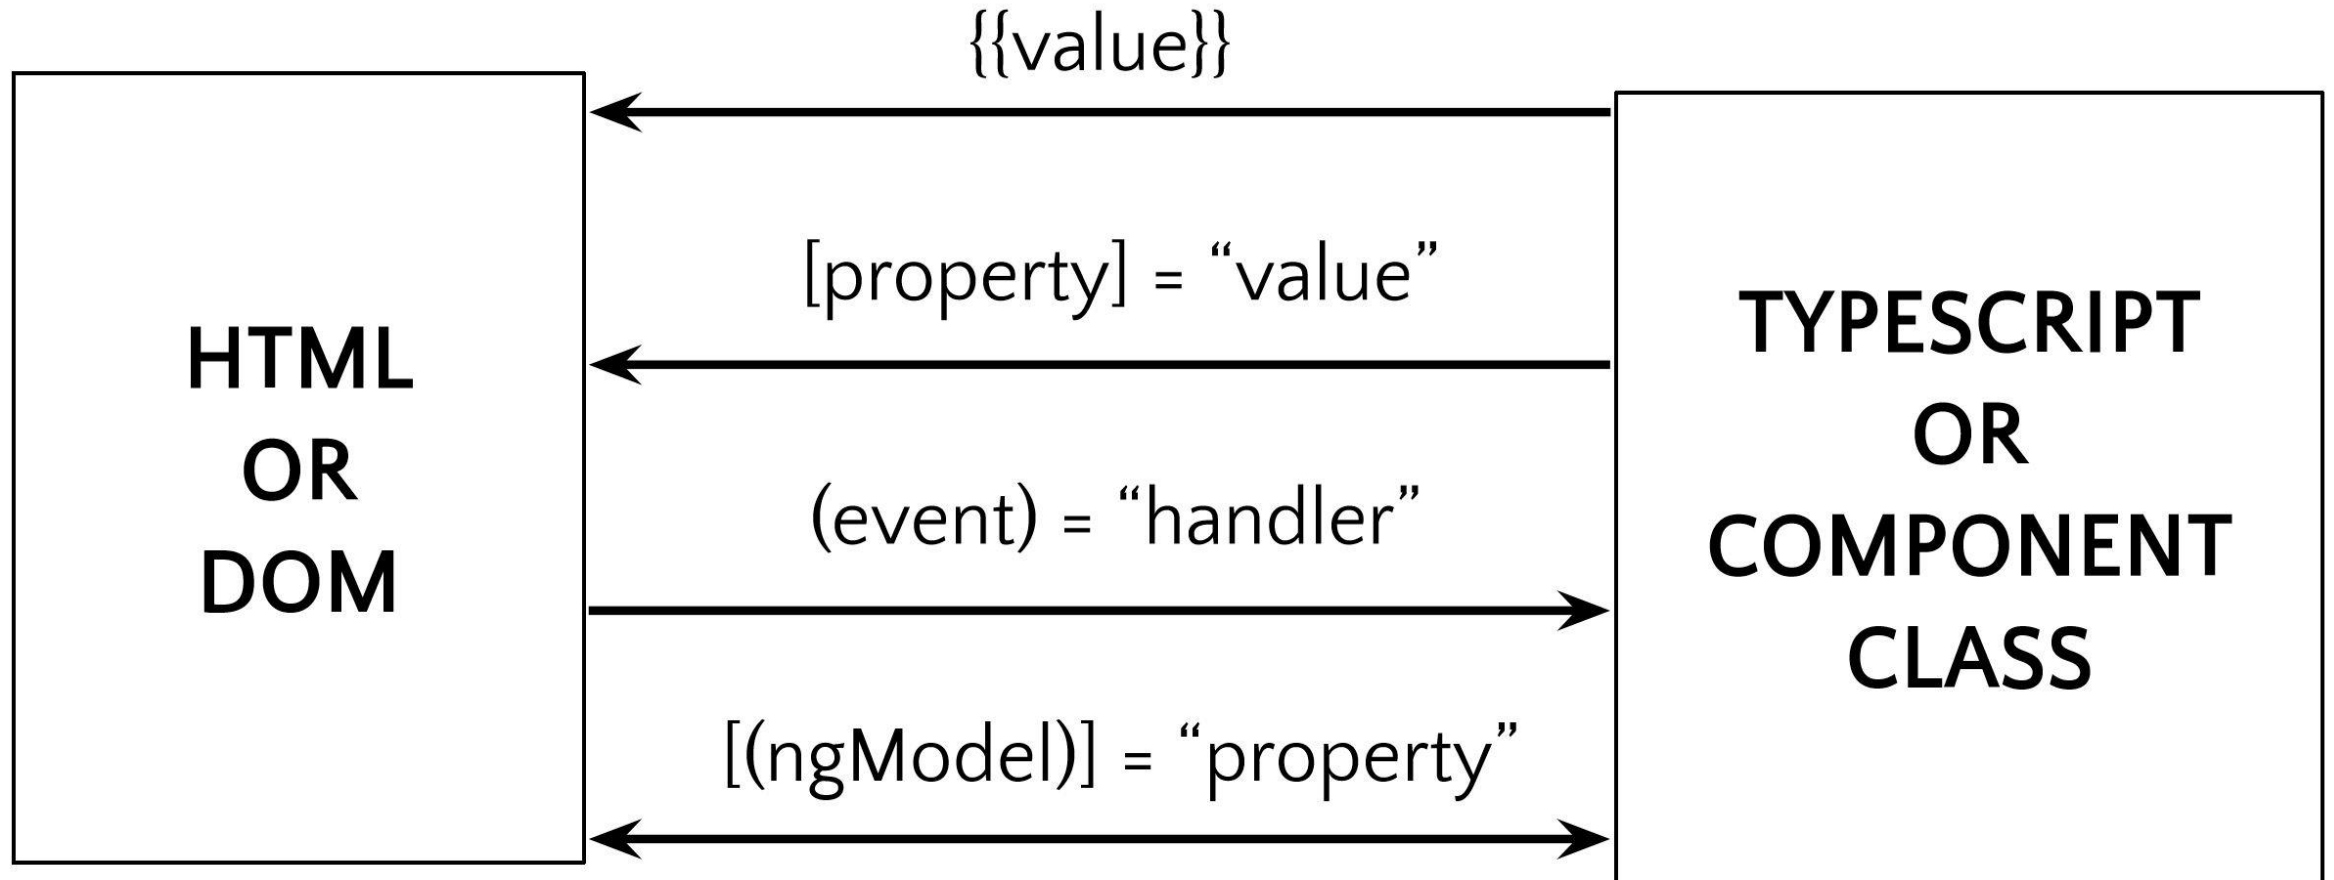 {{value}}
[property] = “value”
(event) = “handler”
[(ngModel)] = “property”
HTML
OR
DOM
TYPESCRIPT
OR
COMPONENT
CLASS